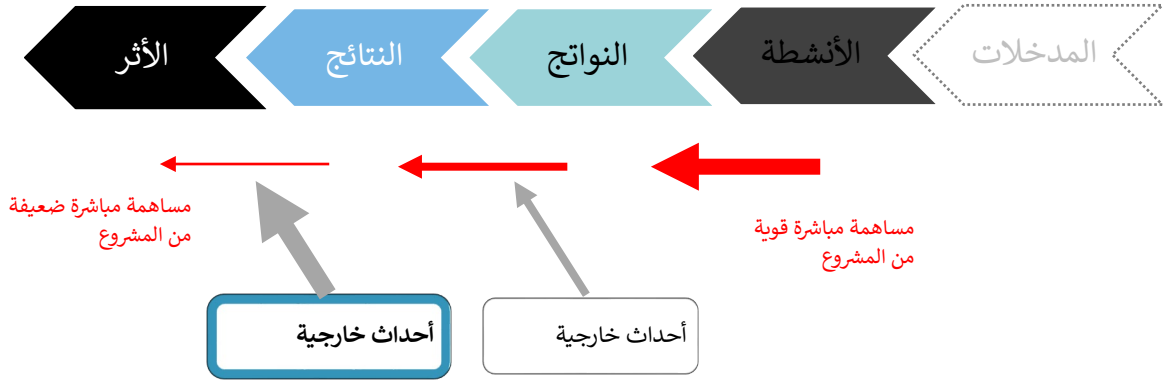 المدخلات
الأنشطة
النواتج
النتائج
الأثر
مساهمة مباشرة قوية
من المشروع
مساهمة مباشرة ضعيفة
من المشروع
أحداث خارجية
أحداث خارجية